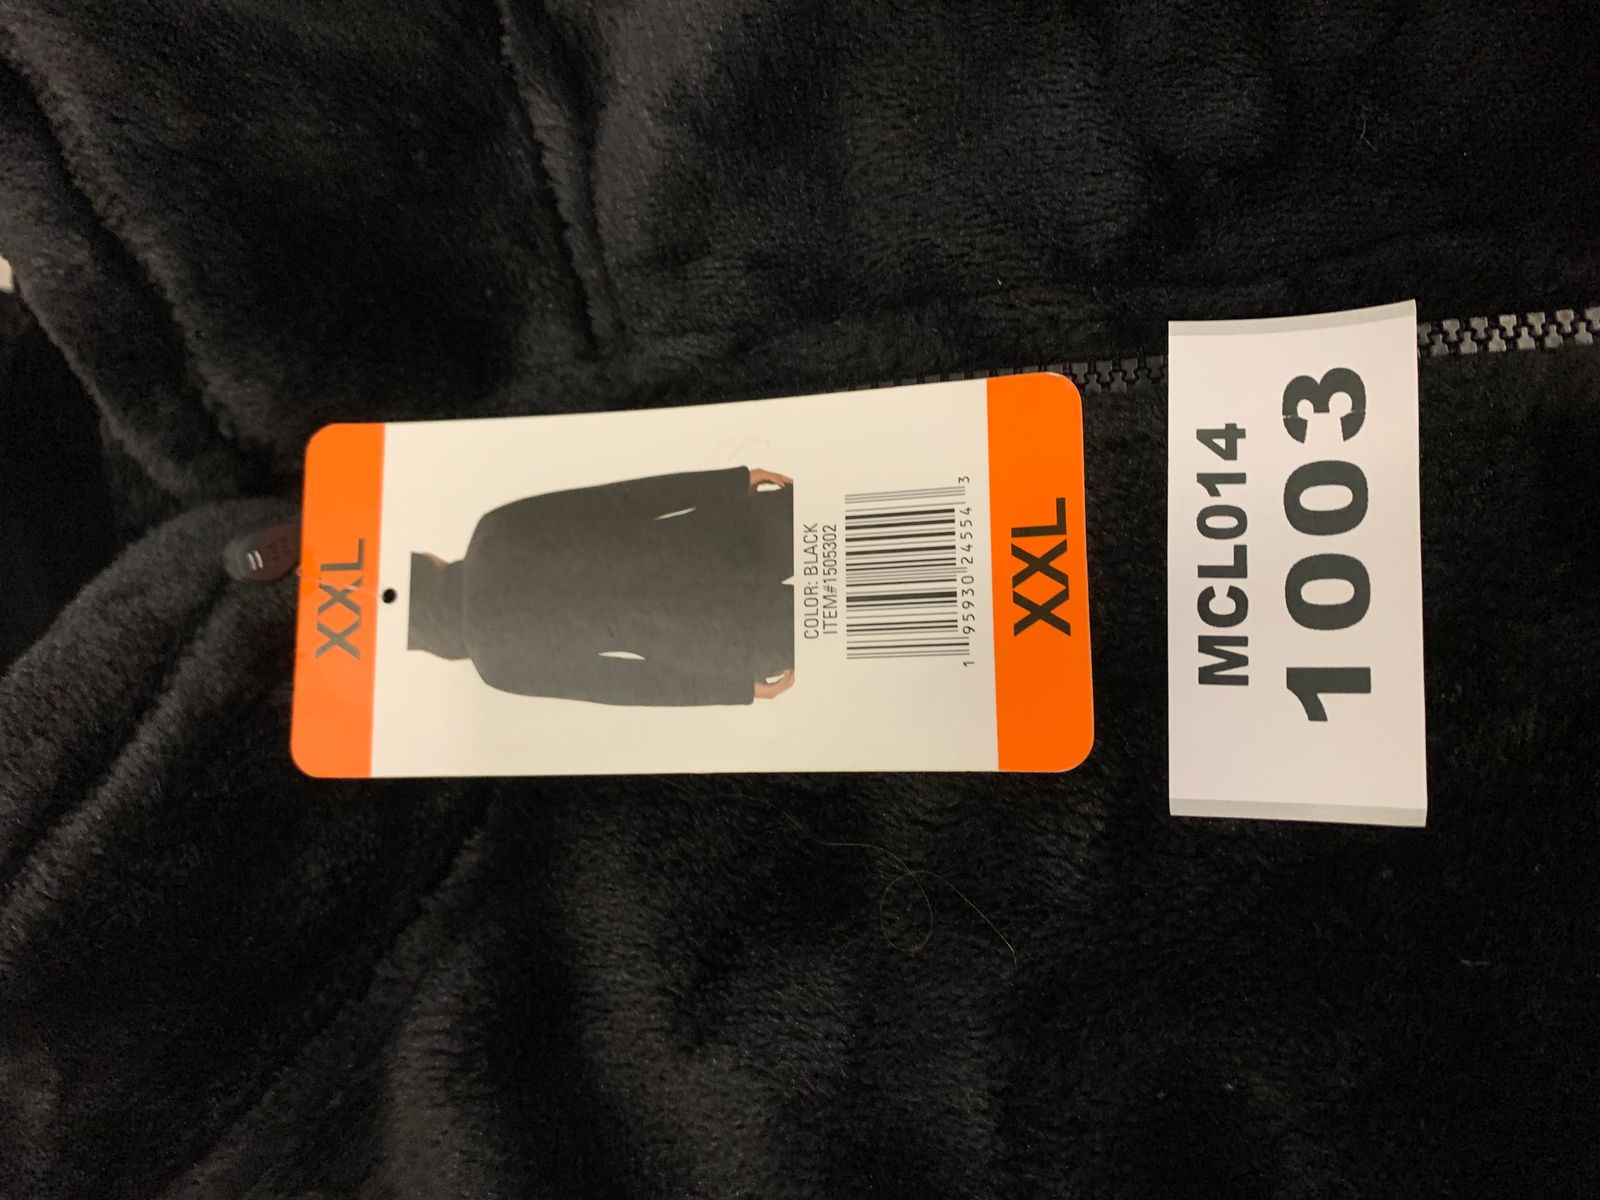 XXL
COLOR: BLACK
ITEM#1505302
1 95930 24554 3
XXL
MCL014
1003